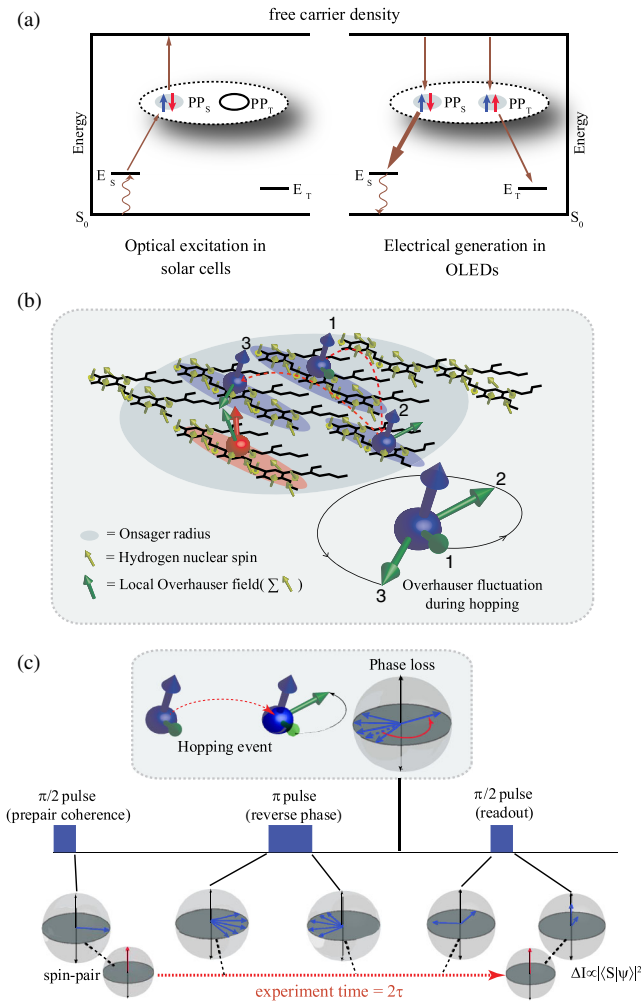 (a)
free carrier density
Energy
PP_S
PP_T
E_S
E_T
S_0
Optical excitation in
solar cells
PP_S
PP_T
Energy
E_S
E_T
S_0
Electrical generation in
OLEDs
(b)
1
3
2
= Onsager radius
= Hydrogen nuclear spin
= Local Overhauser field(∑ )
2
1
3
Overhauser fluctuation
during hopping
(c)
Phase loss
Hopping event
π/2 pulse
(prepair coherence)
π pulse
(reverse phase)
π/2 pulse
(readout)
spin-pair
experiment time = 2τ
ΔI∝|⟨S|ψ⟩|²